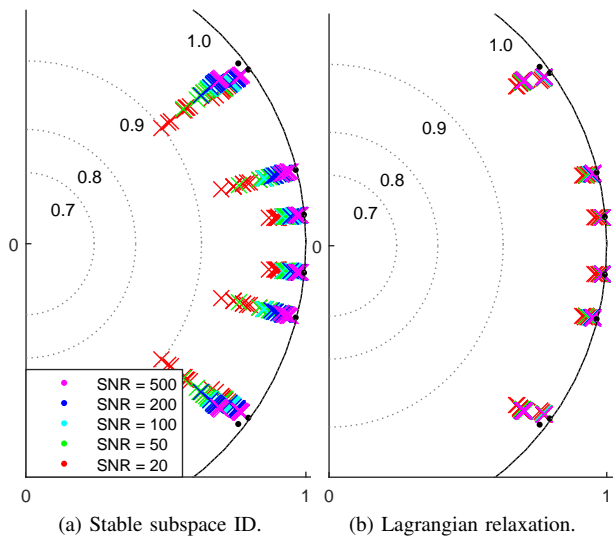 1.0
0.9
0.8
0.7
0
SNR = 500
SNR = 200
SNR = 100
SNR = 50
SNR = 20
0
1
(a) Stable subspace ID.
1.0
0.9
0.8
0.7
0
0
1
(b) Lagrangian relaxation.